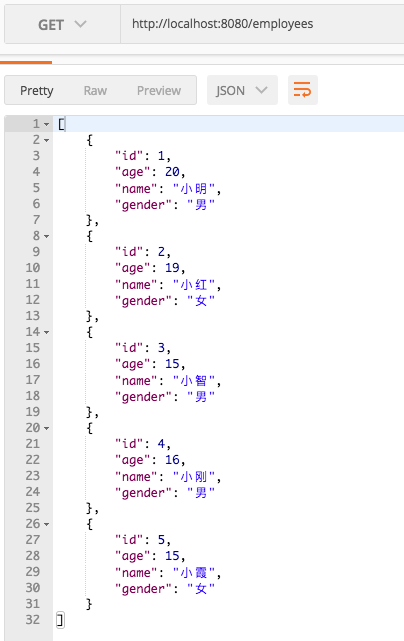 GET http://localhost:8080/employees
Pretty Raw Preview JSON
1 [
2 {
3 "id": 1,
4 "age": 20,
5 "name": "小明",
6 "gender": "男"
7 },
8 {
9 "id": 2,
10 "age": 19,
11 "name": "小红",
12 "gender": "女"
13 },
14 {
15 "id": 3,
16 "age": 15,
17 "name": "小智",
18 "gender": "男"
19 },
20 {
21 "id": 4,
22 "age": 16,
23 "name": "小刚",
24 "gender": "男"
25 },
26 {
27 "id": 5,
28 "age": 15,
29 "name": "小霞",
30 "gender": "女"
31 }
32 ]